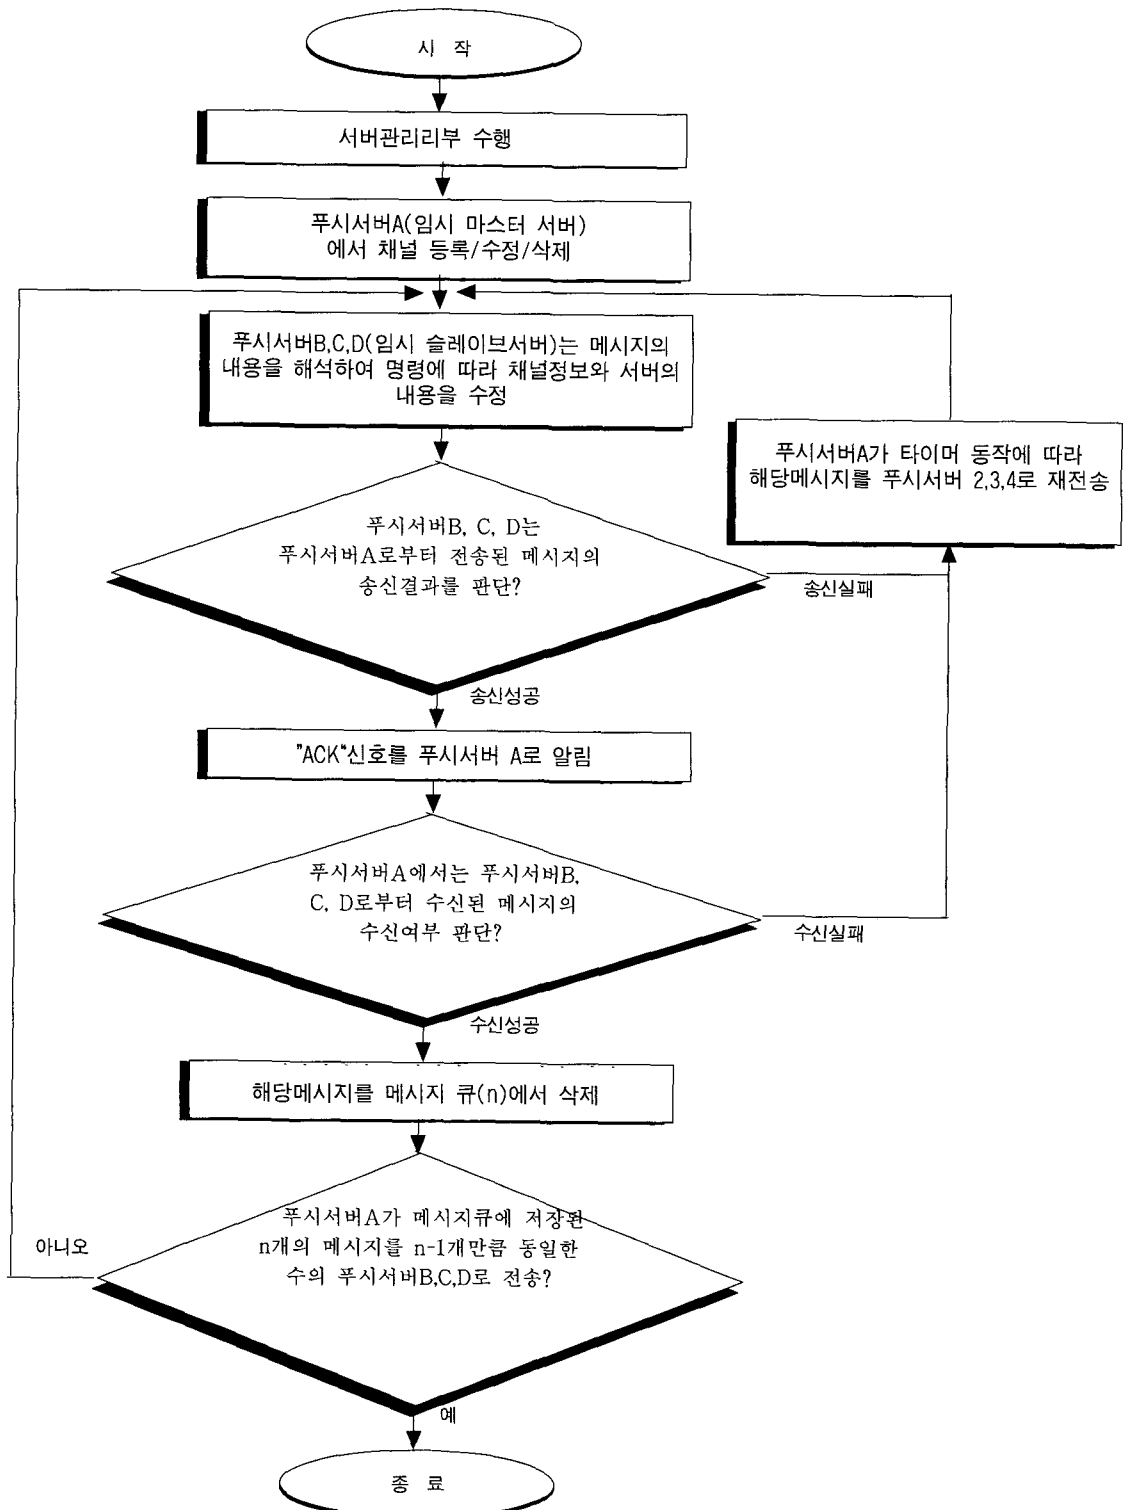 시 작
서버관리리부 수행
푸시서버A(임시 마스터 서버)
에서 채널 등록/수정/삭제
푸시서버B,C,D(임시 슬레이브서버)는 메시지의
내용을 해석하여 명령에 따라 채널정보와 서버의
내용을 수정
푸시서버A가 타이머 동작에 따라
해당메시지를 푸시서버 2,3,4로 재전송
푸시서버B, C, D는
푸시서버A로부터 전송된 메시지의
송신결과를 판단?
송신실패
송신성공
"ACK"신호를 푸시서버 A로 알림
푸시서버A에서는 푸시서버B,
C, D로부터 수신된 메시지의
수신여부 판단?
수신실패
수신성공
해당메시지를 메시지 큐(n)에서 삭제
푸시서버A가 메시지큐에 저장된
n개의 메시지를 n-1개만큼 동일한
수의 푸시서버B,C,D로 전송?
아니오
예
종 료